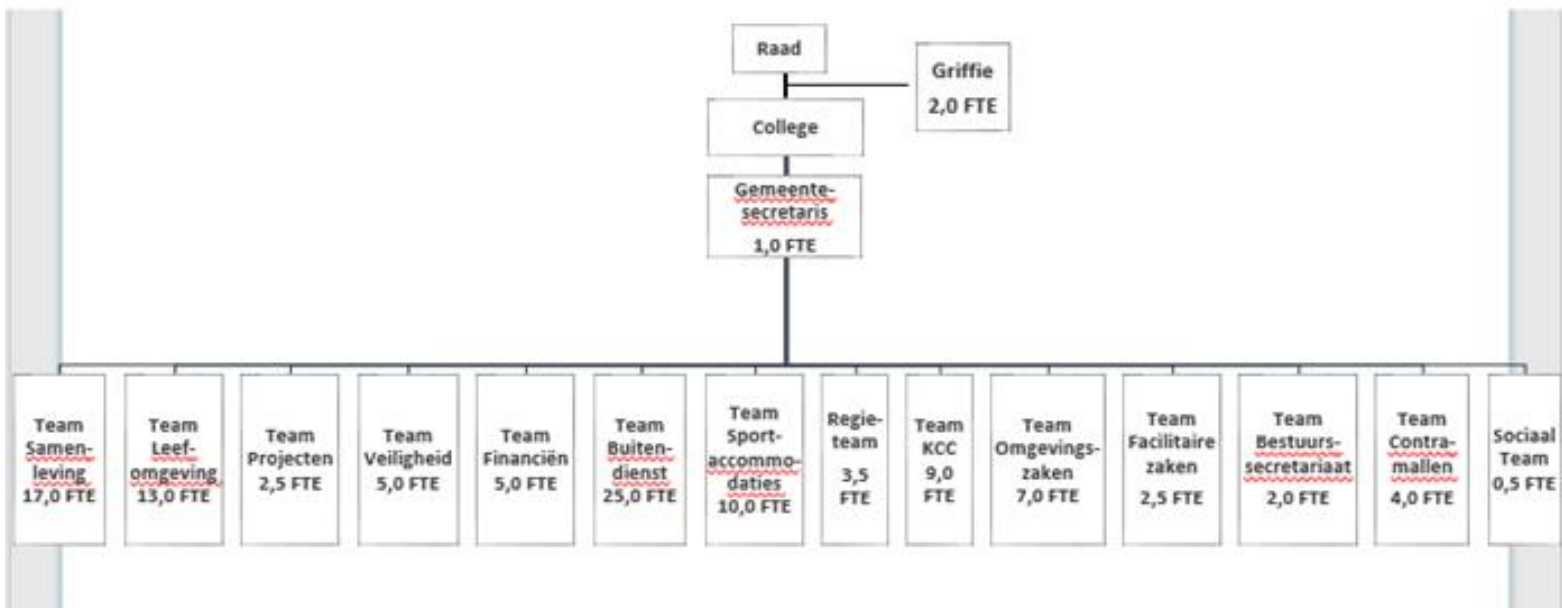 Raad
Griffie
2,0 FTE
College
Gemeente-
secretaris
1,0 FTE
Team
Samen-
leving
17,0 FTE
Team
Leef-
omgeving
13,0 FTE
Team
Projecten
2,5 FTE
Team
Veiligheid
5,0 FTE
Team
Financiën
5,0 FTE
Team
Buiten-
dienst
25,0 FTE
Team
Sport-
accommo-
daties
10,0 FTE
Regie-
team
3,5
FTE
Team
KCC
9,0
FTE
Team
Omgevings-
zaken
7,0 FTE
Team
Facilitaire
zaken
2,5 FTE
Team
Bestuurs-
secretariaat
2,0 FTE
Team
Contra-
mallen
4,0 FTE
Sociaal
Team
0,5 FTE